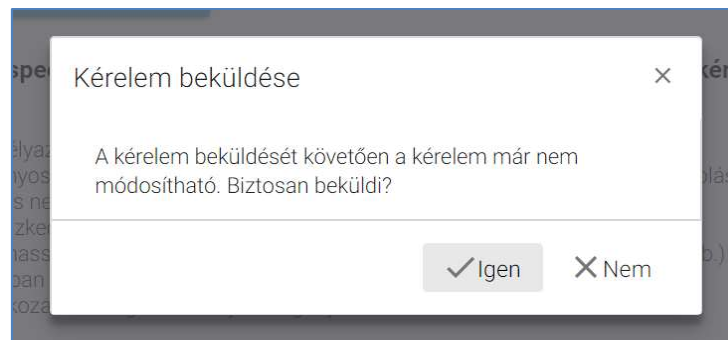 Kérelem beküldése
A kérelem beküldését követően a kérelem már nem
módosítható. Biztosan beküldi?
Igen Nem